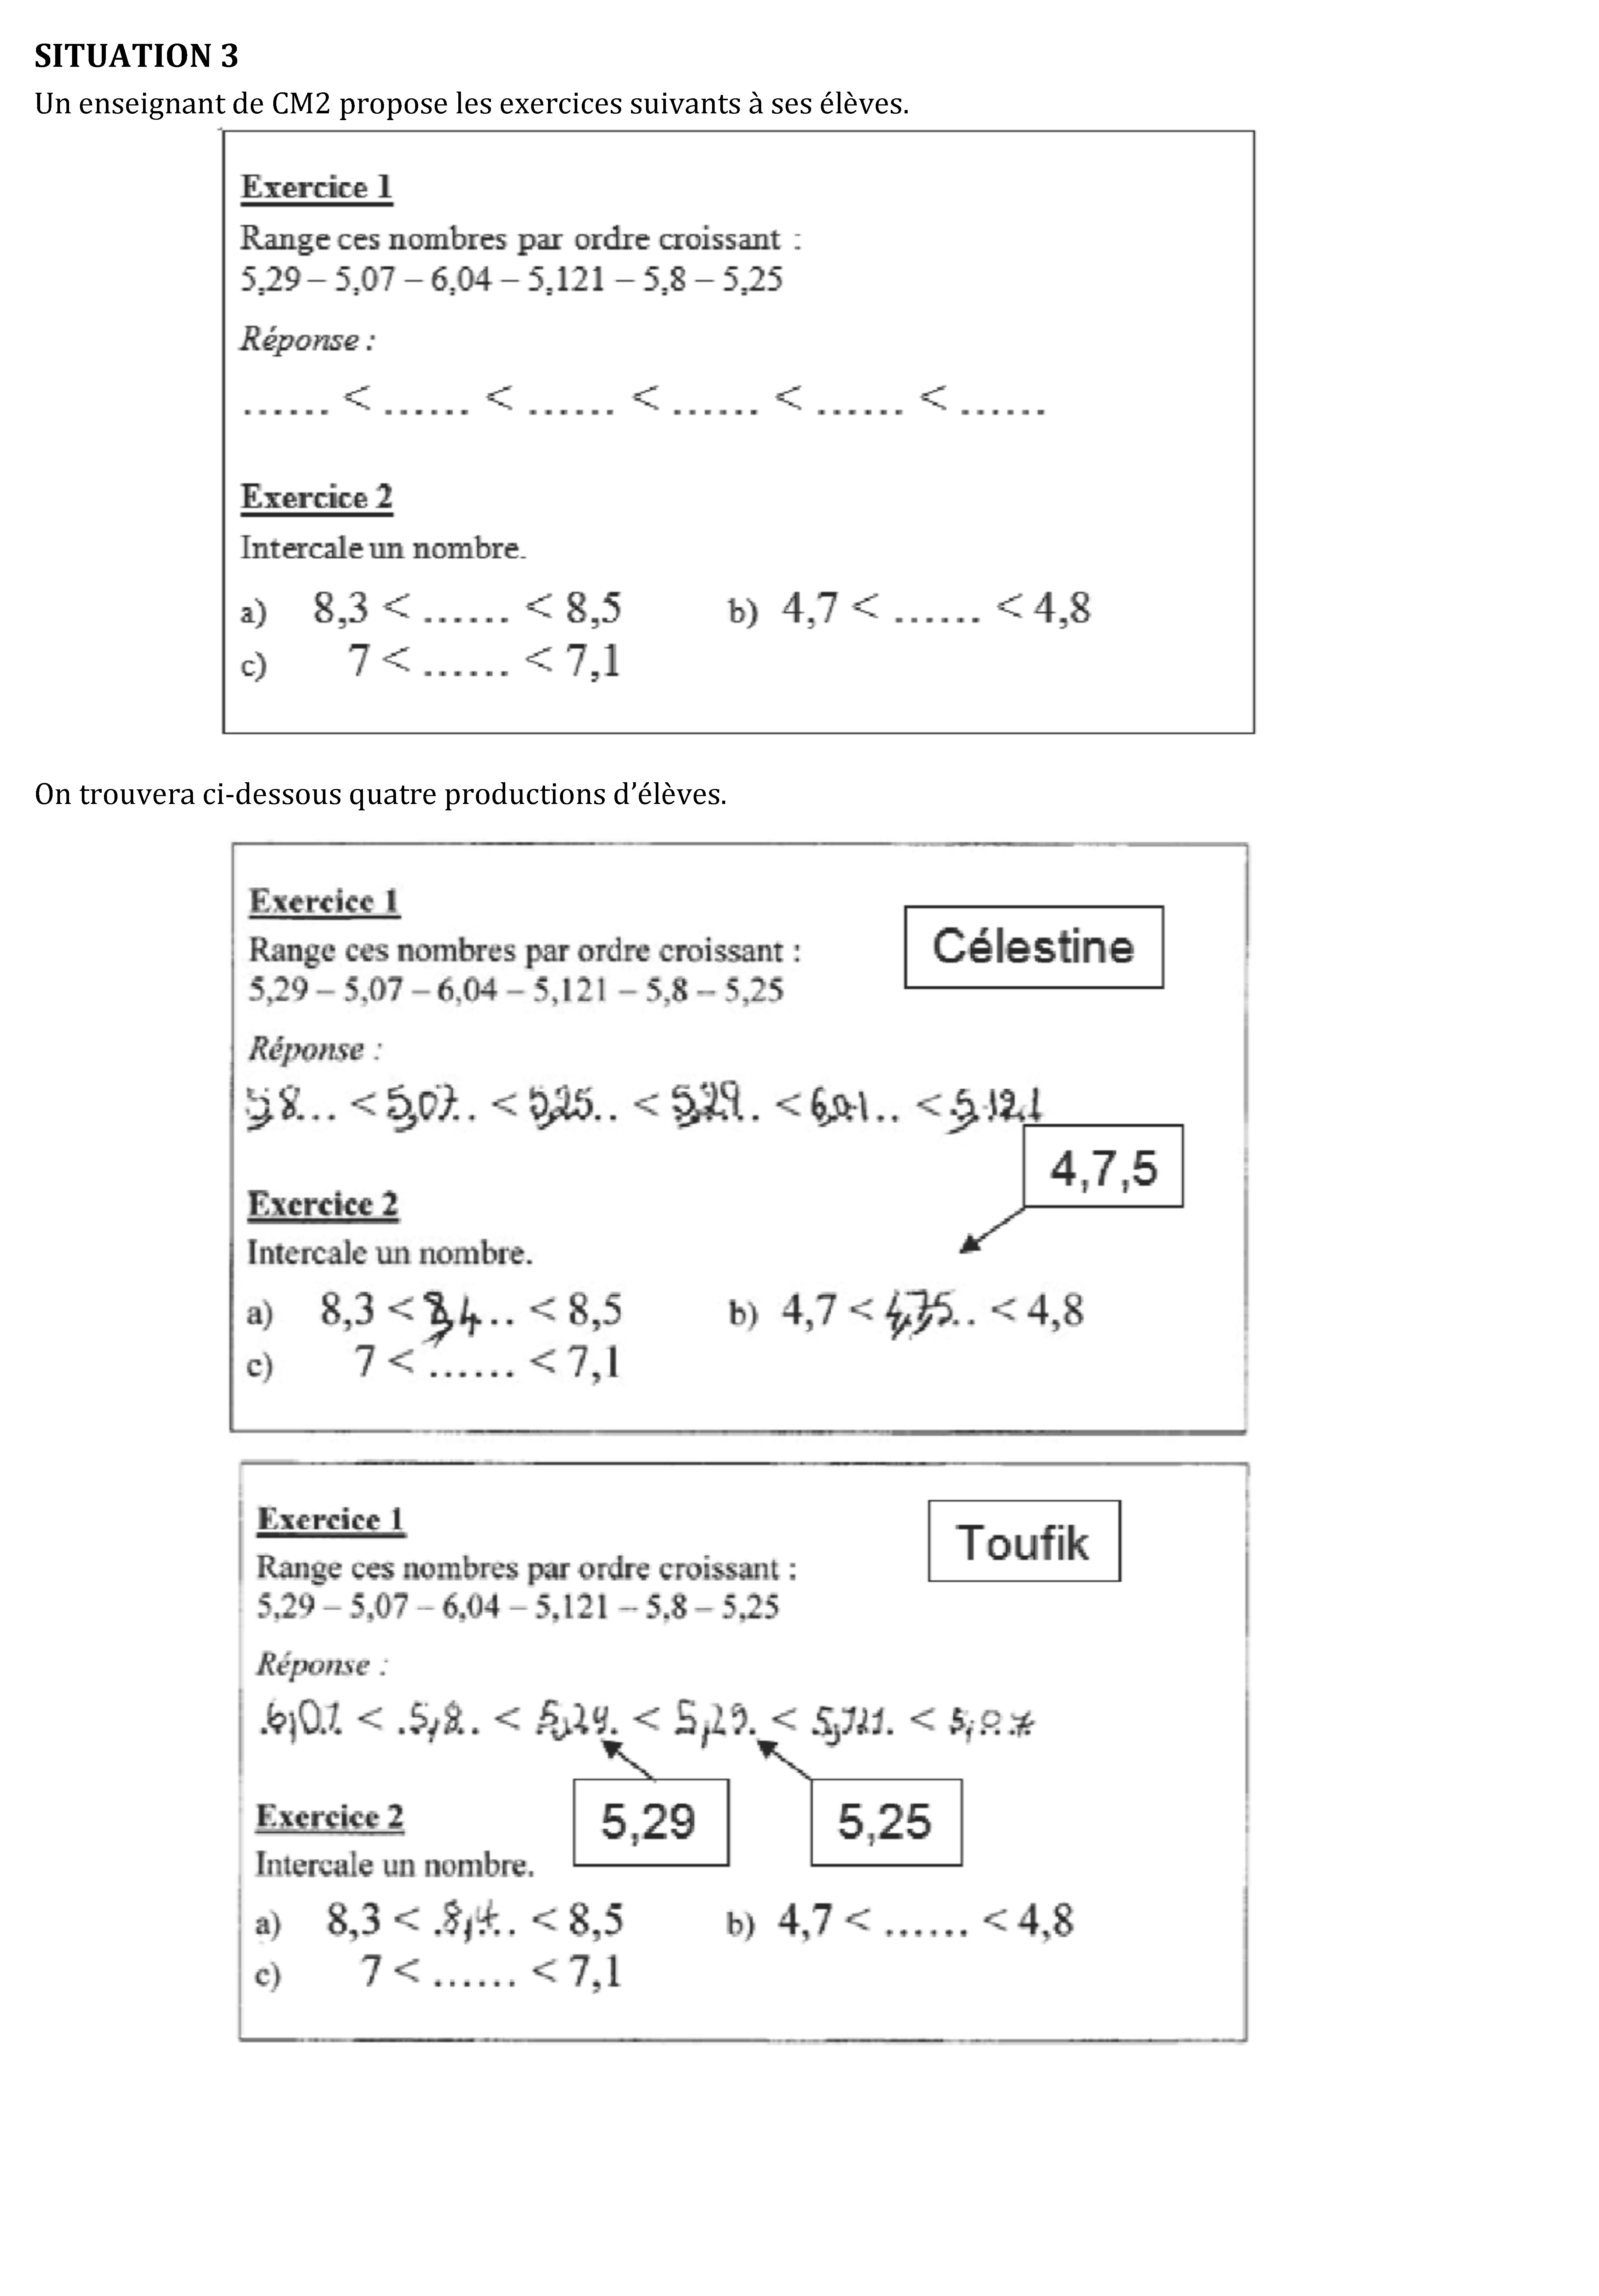 SITUATION 3
Un enseignant de CM2 propose les exercices suivants à ses élèves.
Exercice 1
Range ces nombres par ordre croissant :
5,29 – 5,07 – 6,04 – 5,121 – 5,8 – 5,25
Réponse :
...... < ...... < ...... < ...... < ...... < ......
Exercice 2
Intercale un nombre.
a) 8,3 < ...... < 8,5 b) 4,7 < ...... < 4,8
c) 7 < ...... < 7,1
On trouvera ci-dessous quatre productions d'élèves.
Exercice 1
Célestine
Range ces nombres par ordre croissant :
5,29 – 5,07 – 6,04 – 5,121 – 5,8 – 5,25
Réponse :
5,8... < 5,07.. < 5,25.. < 5,29.. < < 5,121
4,7,5
Exercice 2
Intercale un nombre.
a) 8,3 < 8,4.. < 8,5 b) 4,7 < 4,7,5.. < 4,8
c) 7 < ...... < 7,1
Exercice 1
Toufik
Range ces nombres par ordre croissant :
5,29 – 5,07 – 6,04 – 5,121 – 5,8 – 5,25
Réponse :
< .5,8.. < 5,29. < 5,25. < 5,121. < 5,0.7
5,29
5,25
Exercice 2
Intercale un nombre.
a) 8,3 < .8,4.. < 8,5 b) 4,7 < ...... < 4,8
c) 7 < ...... < 7,1